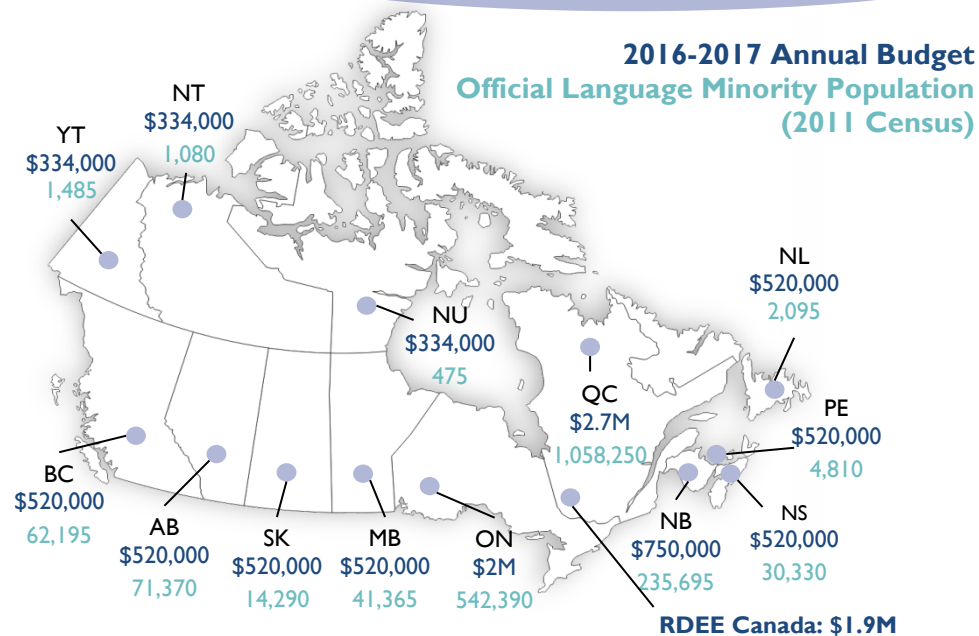 2016-2017 Annual Budget
Official Language Minority Population
(2011 Census)
NT
$334,000
1,080
YT
$334,000
1,485
NL
$520,000
2,095
NU
$334,000
475
QC
$2.7M
1,058,250
PE
$520,000
4,810
BC
$520,000
62,195
AB
$520,000
71,370
SK
$520,000
14,290
MB
$520,000
41,365
ON
$2M
542,390
NB
$750,000
235,695
NS
$520,000
30,330
RDEE Canada: $1.9M